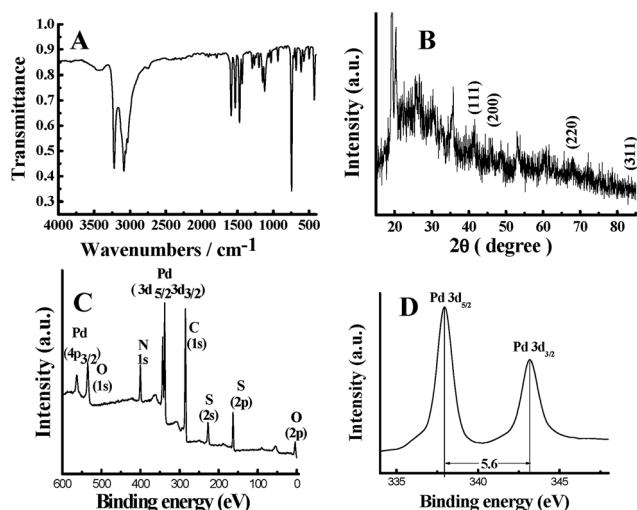 A
Transmittance
1.0
0.9
0.8
0.7
0.6
0.5
0.4
0.3
4000 3500 3000 2500 2000 1500 1000 500
Wavenumbers / cm-1
B
Intensity (a.u.)
(111)
(200)
(220)
(311)
20 30 40 50 60 70 80
2θ ( degree )
C
Intensity (a.u.)
Pd
(4p3/2)
O
(1s)
N
1s
Pd
(3d5/23d3/2)
C
(1s)
S
(2s)
S
(2p)
O
(2p)
600 500 400 300 200 100 0
Binding energy (eV)
D
Intensity (a.u.)
Pd 3d5/2
Pd 3d3/2
5.6
335 340 345
Binding energy (eV)